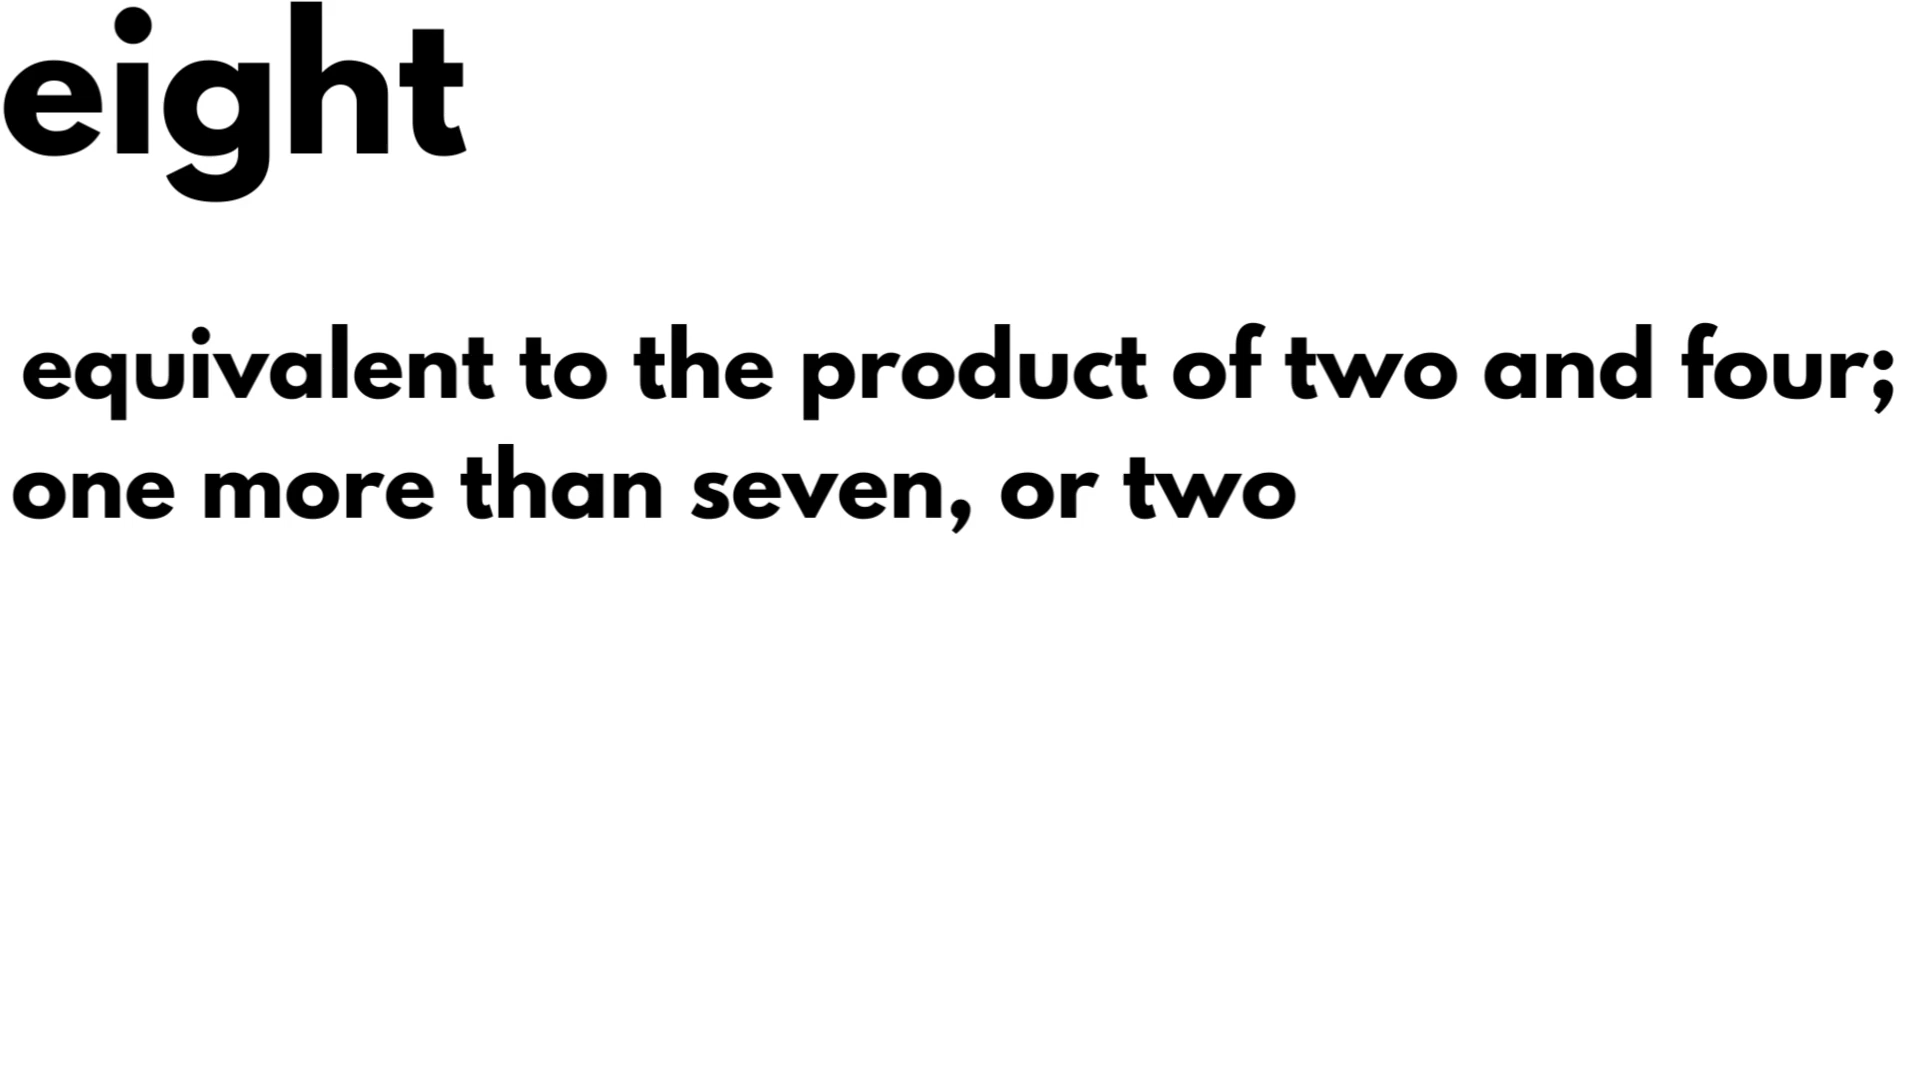 eight
equivalent to the product of two and four;
one more than seven, or two